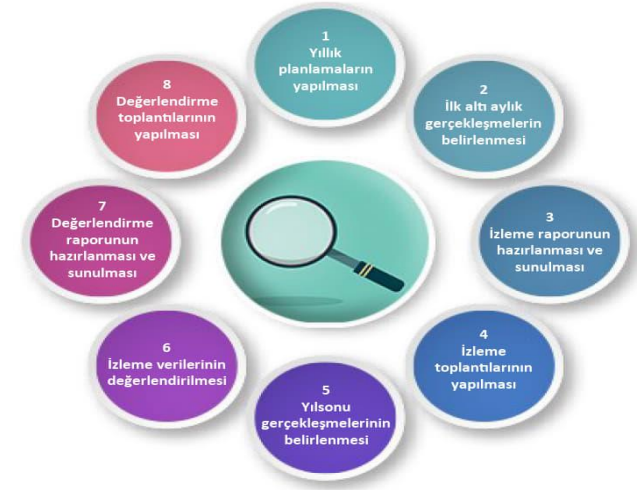 1
Yıllık
planlamaların
yapılması
2
İlk altı aylık
gerçekleşmelerin
belirlenmesi
3
İzleme raporunun
hazırlanması ve
sunulması
4
İzleme
toplantılarının
yapılması
5
Yılsonu
gerçekleşmelerinin
belirlenmesi
6
İzleme verilerinin
değerlendirilmesi
7
Değerlendirme
raporunun
hazırlanması ve
sunulması
8
Değerlendirme
toplantılarının
yapılması